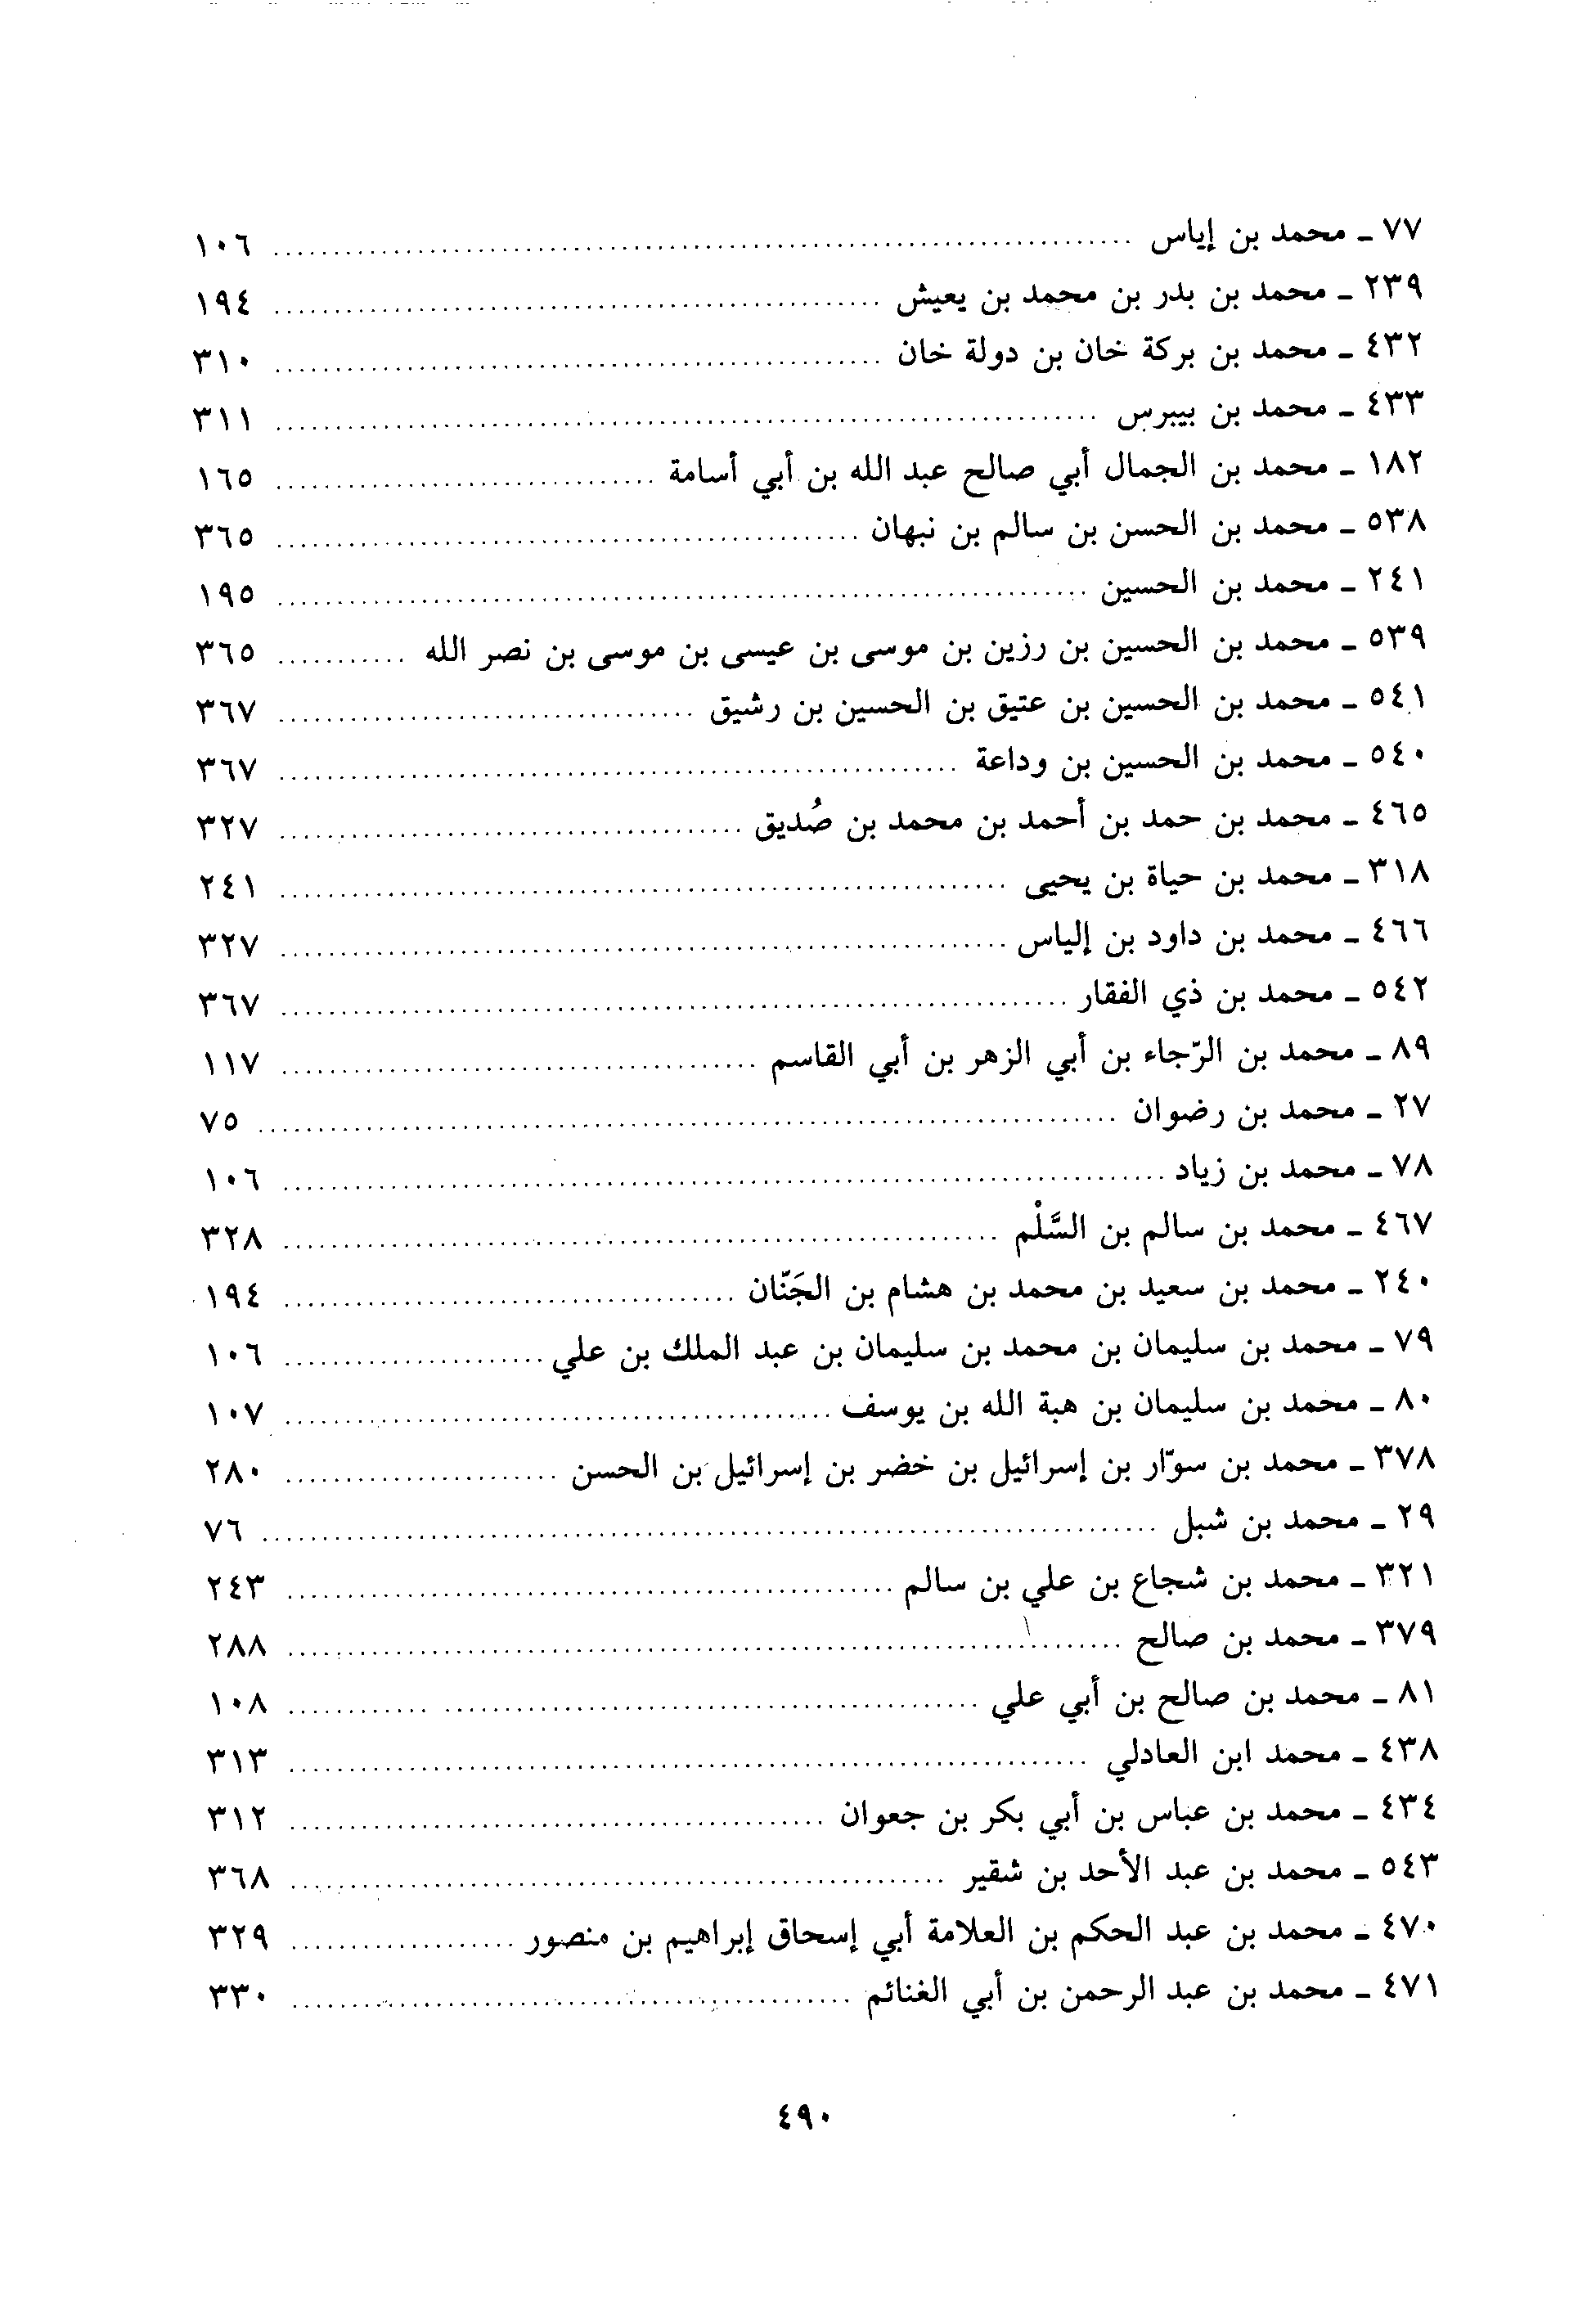 ٧٧ ـ محمد بن إياس ........ ١٠٦
٢٣٩ ـ محمد بن بدر بن محمد بن يعيش ........ ١٩٤
٤٣٢ ـ محمد بن بركة خان بن دولة خان ........ ٣١٠
٤٣٣ ـ محمد بن بيبرس ........ ٣١١
١٨٢ ـ محمد بن الجمال أبي صالح عبد الله بن أبي أسامة ........ ١٦٥
٥٣٨ ـ محمد بن الحسن بن سالم بن نبهان ........ ٣٦٥
٢٤١ ـ محمد بن الحسين ........ ١٩٥
٥٣٩ ـ محمد بن الحسين بن رزين بن موسى بن عيسى بن موسى بن نصر الله ........ ٣٦٥
٥٤١ ـ محمد بن الحسين بن عتيق بن الحسين بن رشيق ........ ٣٦٧
٥٤٠ ـ محمد بن الحسين بن وداعة ........ ٣٦٧
٤٦٥ ـ محمد بن حمد بن أحمد بن محمد بن صُديق ........ ٣٢٧
٣١٨ ـ محمد بن حياة بن يحيى ........ ٢٤١
٤٦٦ ـ محمد بن داود بن إلياس ........ ٣٢٧
٥٤٢ ـ محمد بن ذي الفقار ........ ٣٦٧
٨٩ ـ محمد بن الرّجاء بن أبي الزهر بن أبي القاسم ........ ١١٧
٢٧ ـ محمد بن رضوان ........ ٧٥
٧٨ ـ محمد بن زياد ........ ١٠٦
٤٦٧ ـ محمد بن سالم بن السَّلْم ........ ٣٢٨
٢٤٠ ـ محمد بن سعيد بن محمد بن هشام بن الجَنّان ........ ١٩٤
٧٩ ـ محمد بن سليمان بن محمد بن سليمان بن عبد الملك بن علي ........ ١٠٦
٨٠ ـ محمد بن سليمان بن هبة الله بن يوسف ........ ١٠٧
٣٧٨ ـ محمد بن سوّار بن إسرائيل بن خضر بن إسرائيل بن الحسن ........ ٢٨٠
٢٩ ـ محمد بن شبل ........ ٧٦
٣٢١ ـ محمد بن شجاع بن علي بن سالم ........ ٢٤٣
٣٧٩ ـ محمد بن صالح ........ ٢٨٨
٨١ ـ محمد بن صالح بن أبي علي ........ ١٠٨
٤٣٨ ـ محمد ابن العادلي ........ ٣١٣
٤٣٤ ـ محمد بن عباس بن أبي بكر بن جعوان ........ ٣١٢
٥٤٣ ـ محمد بن عبد الأحد بن شقير ........ ٣٦٨
٤٧٠ ـ محمد بن عبد الحكم بن العلامة أبي إسحاق إبراهيم بن منصور ........ ٣٢٩
٤٧١ ـ محمد بن عبد الرحمن بن أبي الغنائم ........ ٣٣٠
٤٩٠